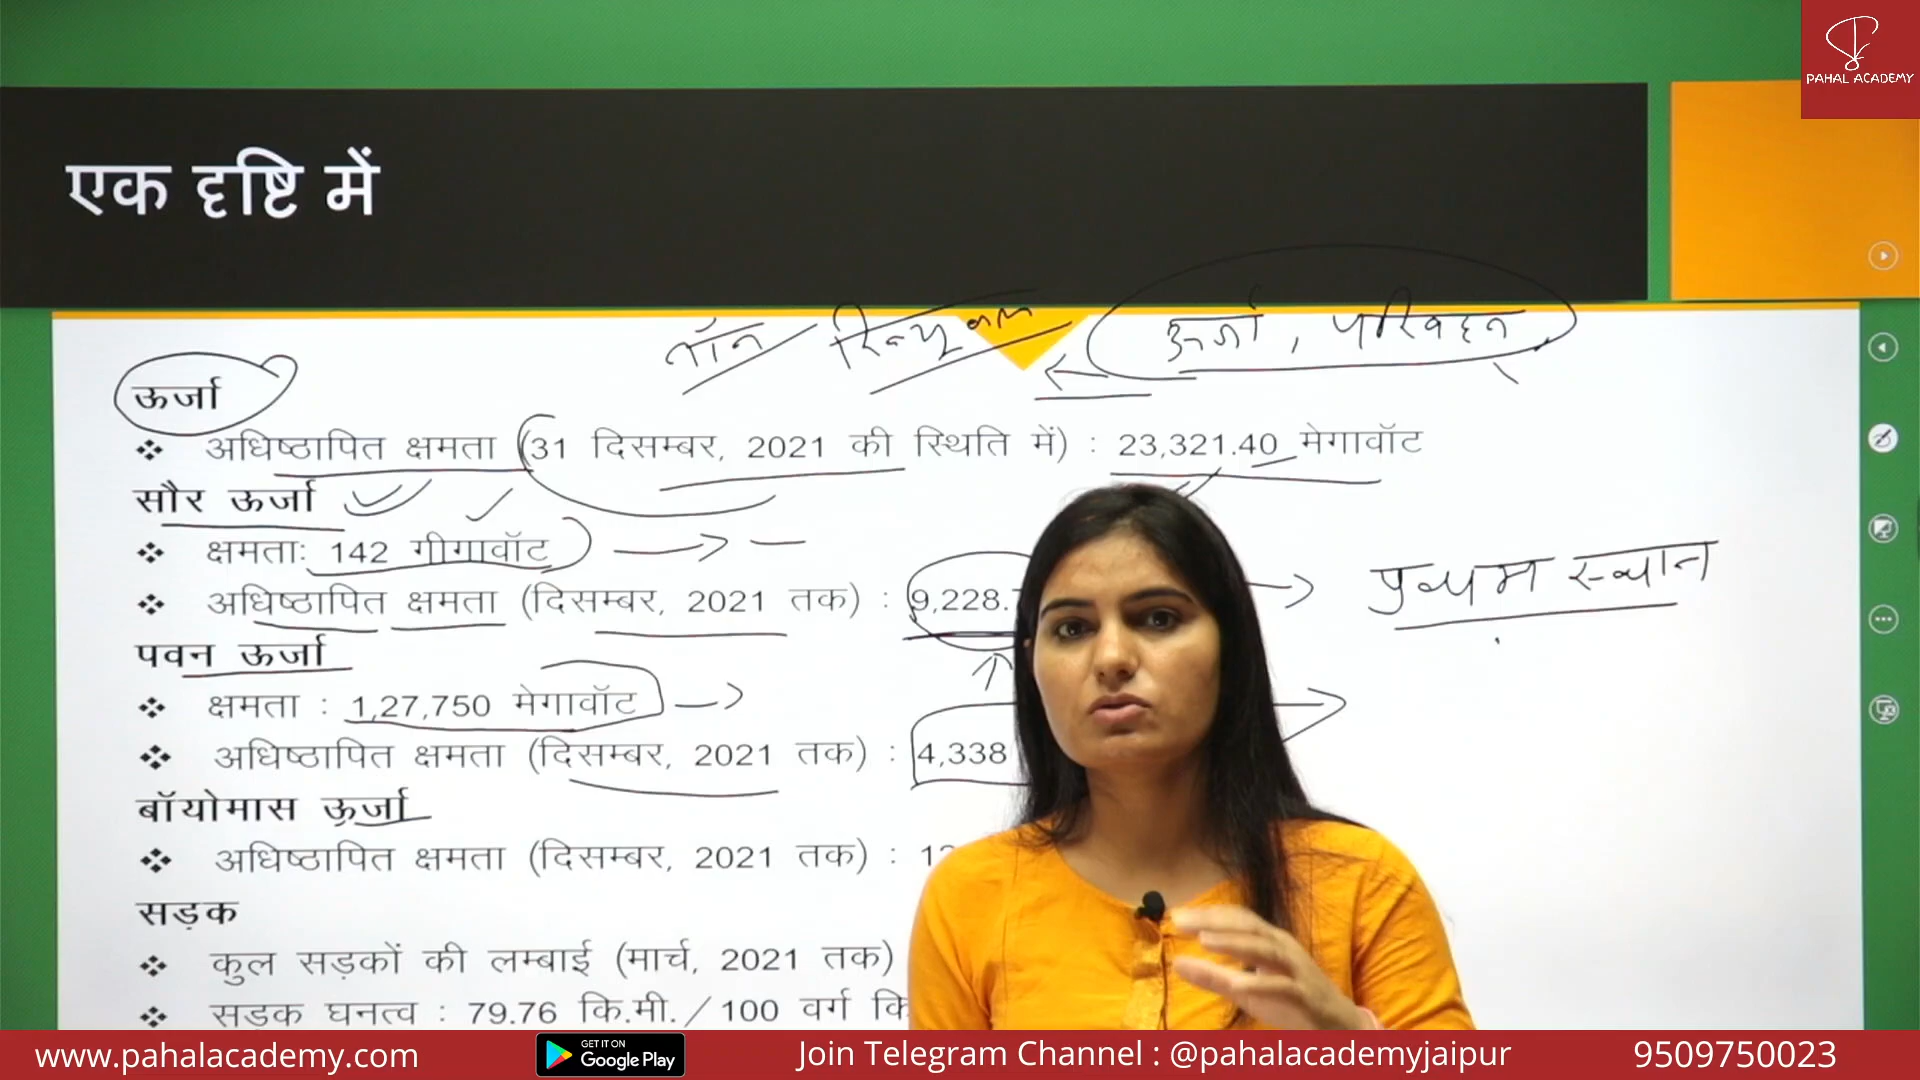 PAHAL ACADEMY
एक दृष्टि में
नॉन रिन्यूएबल
ऊर्जा, परिवहन
ऊर्जा
अधिष्ठापित क्षमता (31 दिसम्बर, 2021 की स्थिति में) : 23,321.40 मेगावॉट
सौर ऊर्जा
क्षमताः 142 गीगावॉट
अधिष्ठापित क्षमता (दिसम्बर, 2021 तक) : 9,228.
प्रथम स्थान
पवन ऊर्जा
क्षमता : 1,27,750 मेगावॉट
अधिष्ठापित क्षमता (दिसम्बर, 2021 तक) : 4,338
बॉयोमास ऊर्जा
अधिष्ठापित क्षमता (दिसम्बर, 2021 तक) :
सड़क
कुल सड़कों की लम्बाई (मार्च, 2021 तक)
सड़क घनत्व : 79.76 कि.मी./100 वर्ग
www.pahalacademy.com
GET IT ON
Google Play
Join Telegram Channel : @pahalacademyjaipur
9509750023